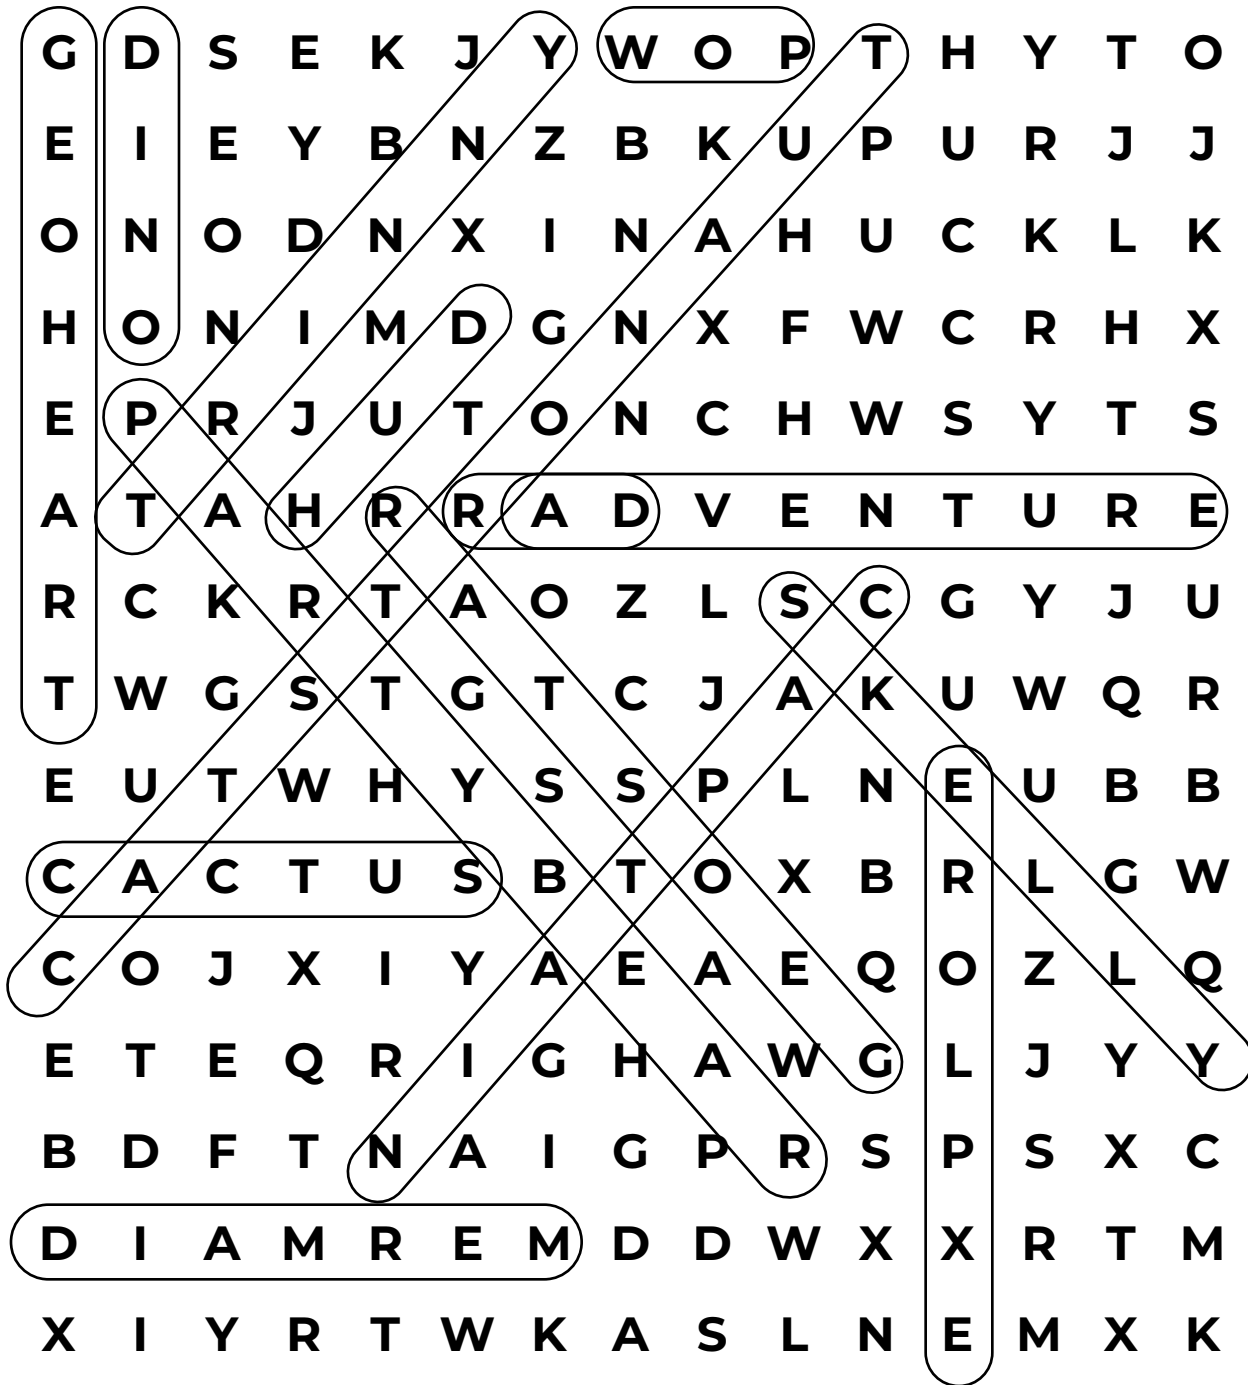 G D S E K J Y W O P T H Y T O
E I E Y B N Z B K U P U R J J
O N O D N X I N A H U C K L K
H O N I M D G N X F W C R H X
E P R J U T O N C H W S Y T S
A T A H R R A D V E N T U R E
R C K R T A O Z L S C G Y J U
T W G S T G T C J A K U W Q R
E U T W H Y S S P L N E U B B
C A C T U S B T O X B R L G W
C O J X I Y A E A E Q O Z L Q
E T E Q R I G H A W G L J Y Y
B D F T N A I G P R S P S X C
D I A M R E M D D W X X R T M
X I Y R T W K A S L N E M X K